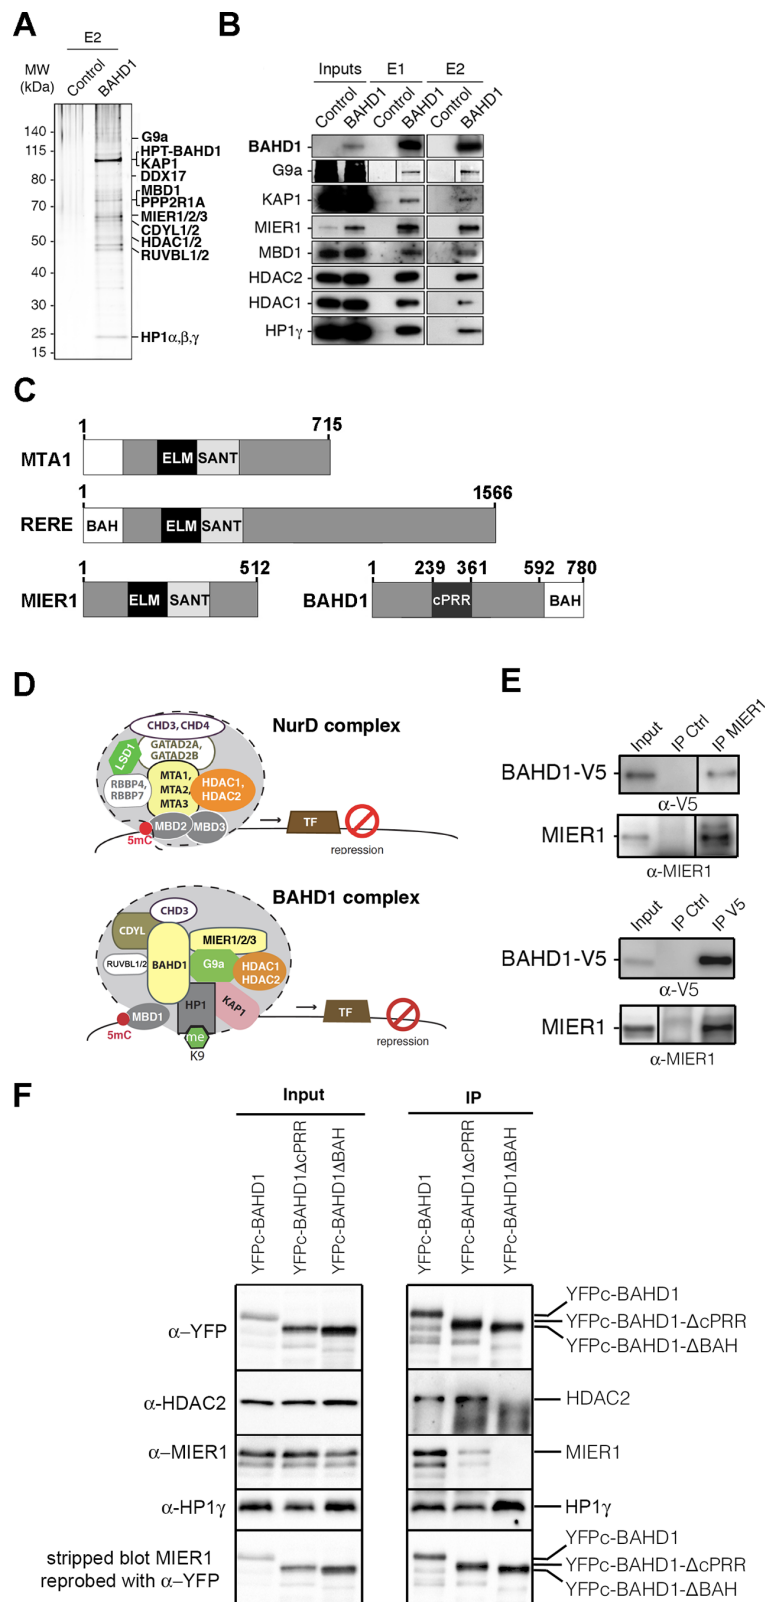 A
E2
MW
(kDa)
Control
BAHD1
140
115
80
70
50
40
30
25
15
G9a
HPT-BAHD1
KAP1
DDX17
MBD1
PPP2R1A
MIER1/2/3
CDYL1/2
HDAC1/2
RUVBL1/2
HP1α,β,γ
B
Inputs E1 E2
Control BAHD1 Control BAHD1 Control BAHD1
BAHD1
G9a
KAP1
MIER1
MBD1
HDAC2
HDAC1
HP1γ
C
1 715
MTA1 ELM SANT
1 1566
RERE BAH ELM SANT
1 512
MIER1 ELM SANT
1 239 361 592 780
BAHD1 cPRR BAH
D
NurD complex
CHD3, CHD4
GATAD2A,
GATAD2B
LSD1
RBBP4,
RBBP7
MTA1,
MTA2,
MTA3
HDAC1,
HDAC2
MBD2 MBD3
5mC
TF
repression
BAHD1 complex
CHD3
CDYL
MIER1/2/3
RUVBL1/2
BAHD1
G9a
HDAC1
HDAC2
HP1
KAP1
MBD1
5mC
me
K9
TF
repression
E
Input IP Ctrl IP MIER1
BAHD1-V5
α-V5
MIER1
α-MIER1
Input IP Ctrl IP V5
BAHD1-V5
α-V5
MIER1
α-MIER1
F
Input IP
YFPc-BAHD1 YFPc-BAHD1ΔcPRR YFPc-BAHD1ΔBAH YFPc-BAHD1 YFPc-BAHD1ΔcPRR YFPc-BAHD1ΔBAH
α–YFP
YFPc-BAHD1
YFPc-BAHD1-ΔcPRR
YFPc-BAHD1-ΔBAH
α-HDAC2 HDAC2
α–MIER1 MIER1
α-HP1γ HP1γ
stripped blot MIER1
reprobed with α–YFP
YFPc-BAHD1
YFPc-BAHD1-ΔcPRR
YFPc-BAHD1-ΔBAH